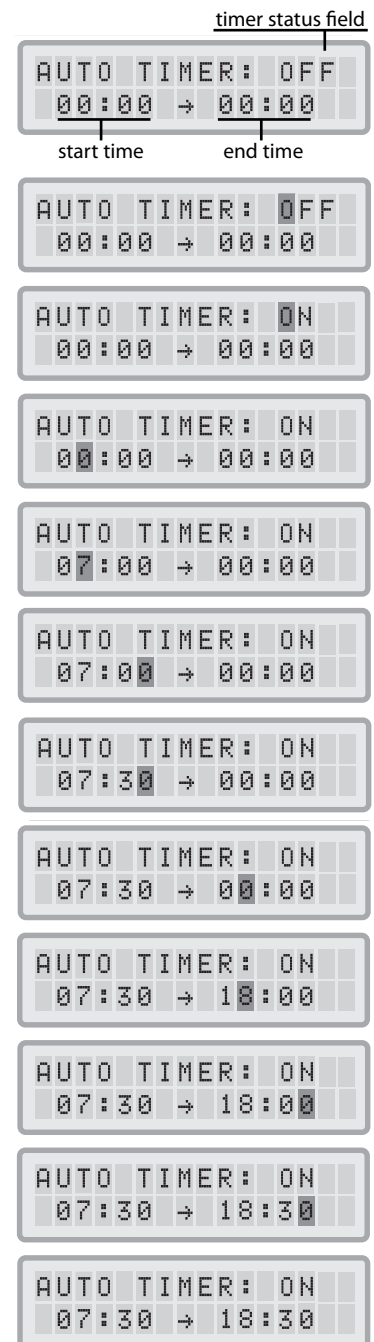 timer status field
AUTO TIMER: OFF
00:00 → 00:00
start time end time
AUTO TIMER: OFF
00:00 → 00:00
AUTO TIMER: ON
00:00 → 00:00
AUTO TIMER: ON
00:00 → 00:00
AUTO TIMER: ON
07:00 → 00:00
AUTO TIMER: ON
07:00 → 00:00
AUTO TIMER: ON
07:30 → 00:00
AUTO TIMER: ON
07:30 → 00:00
AUTO TIMER: ON
07:30 → 18:00
AUTO TIMER: ON
07:30 → 18:00
AUTO TIMER: ON
07:30 → 18:30
AUTO TIMER: ON
07:30 → 18:30